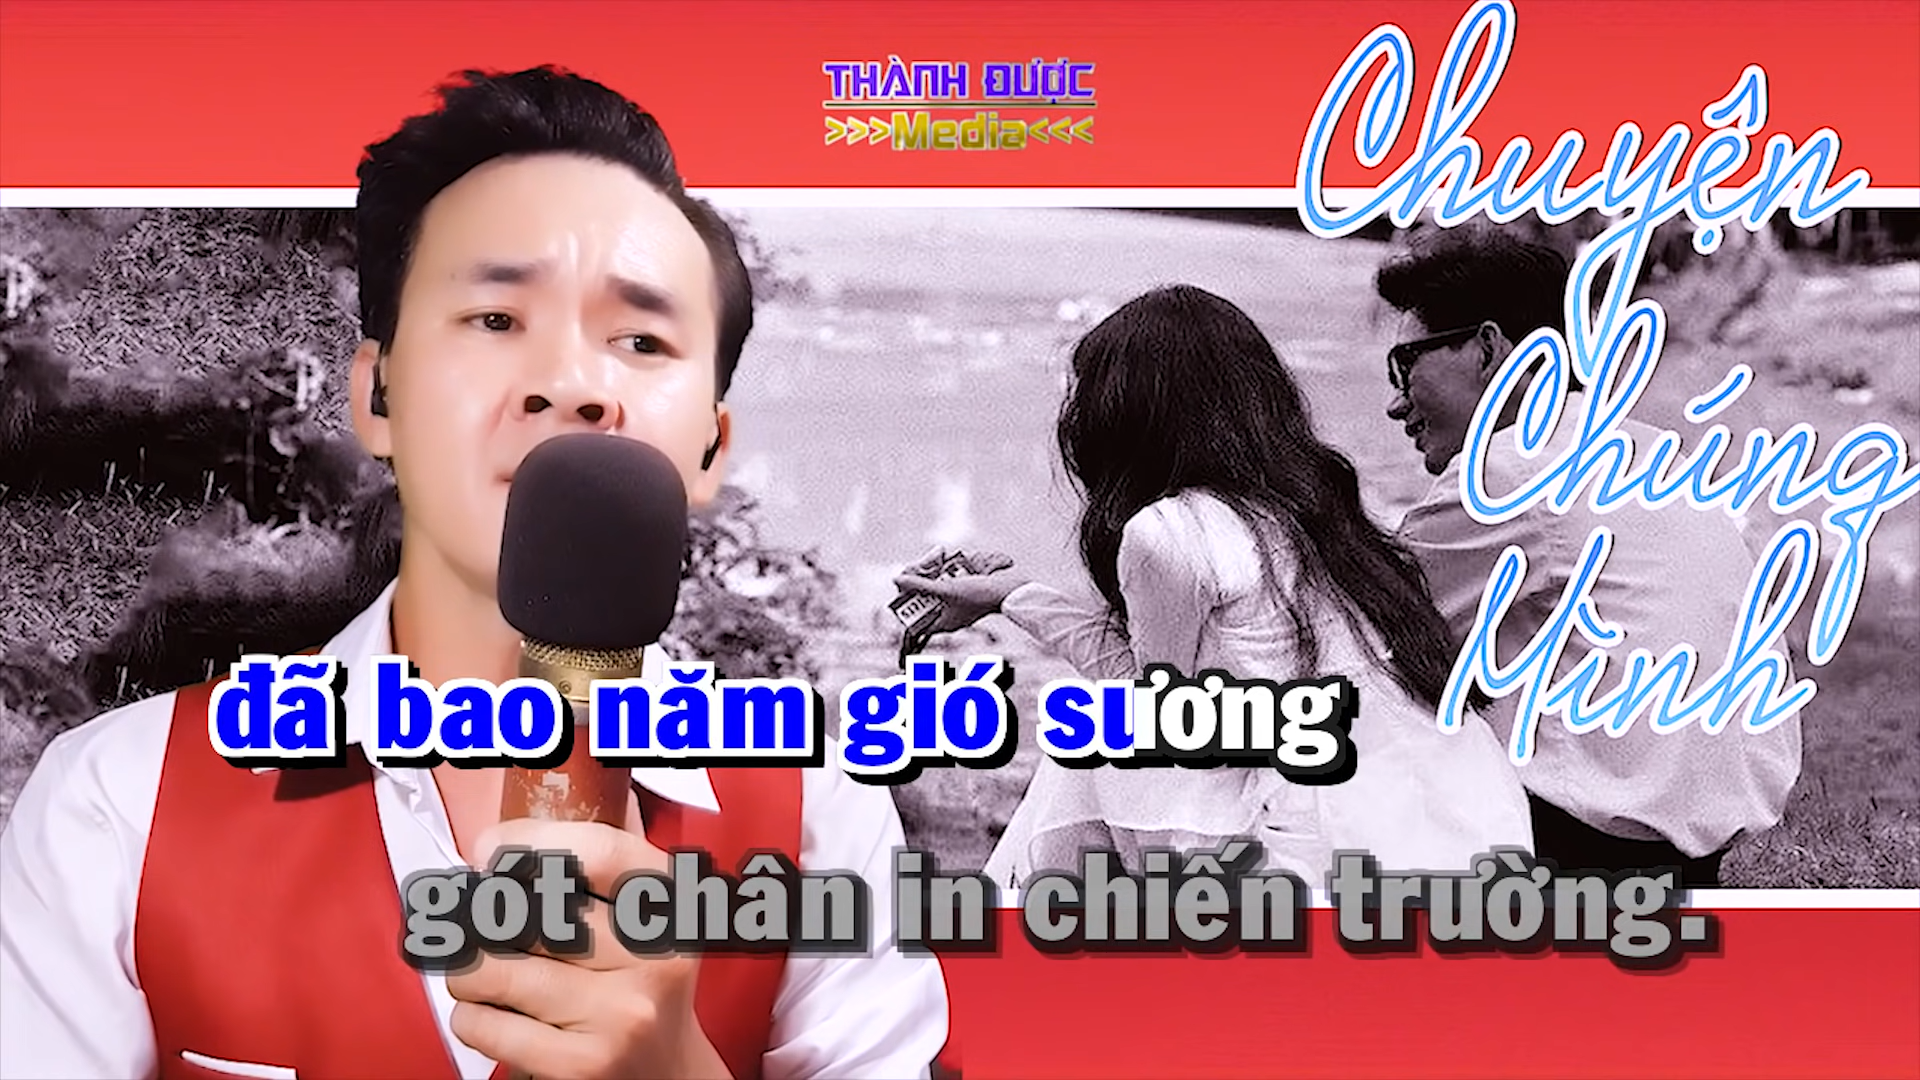 THÀNH ĐƯỢC
>>>Media<<<
Chuyện
Chúng
Mình
đã bao năm gió sương
gót chân in chiến trường.